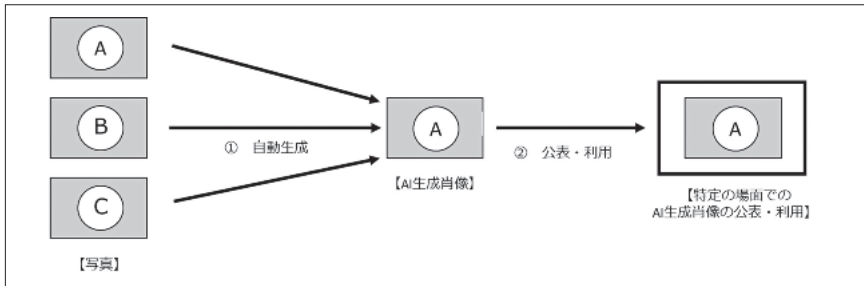 A
B
C
【写真】
① 自動生成
A
【AI生成肖像】
② 公表・利用
A
【特定の場面での
AI生成肖像の公表・利用】